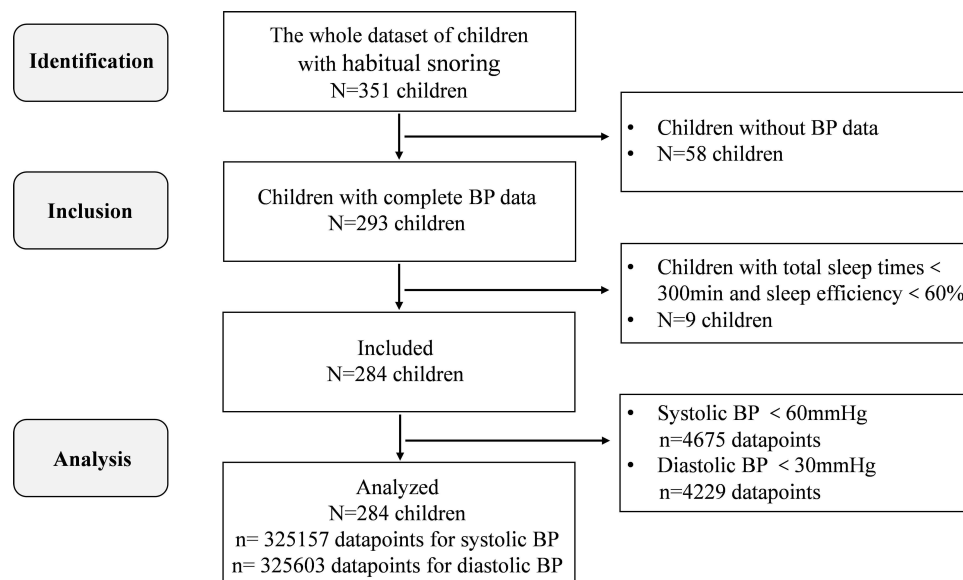 Identification
The whole dataset of children
with habitual snoring
N=351 children
• Children without BP data
• N=58 children
Inclusion
Children with complete BP data
N=293 children
• Children with total sleep times <
300min and sleep efficiency < 60%
• N=9 children
Included
N=284 children
Analysis
• Systolic BP < 60mmHg
n=4675 datapoints
• Diastolic BP < 30mmHg
n=4229 datapoints
Analyzed
N=284 children
n= 325157 datapoints for systolic BP
n= 325603 datapoints for diastolic BP